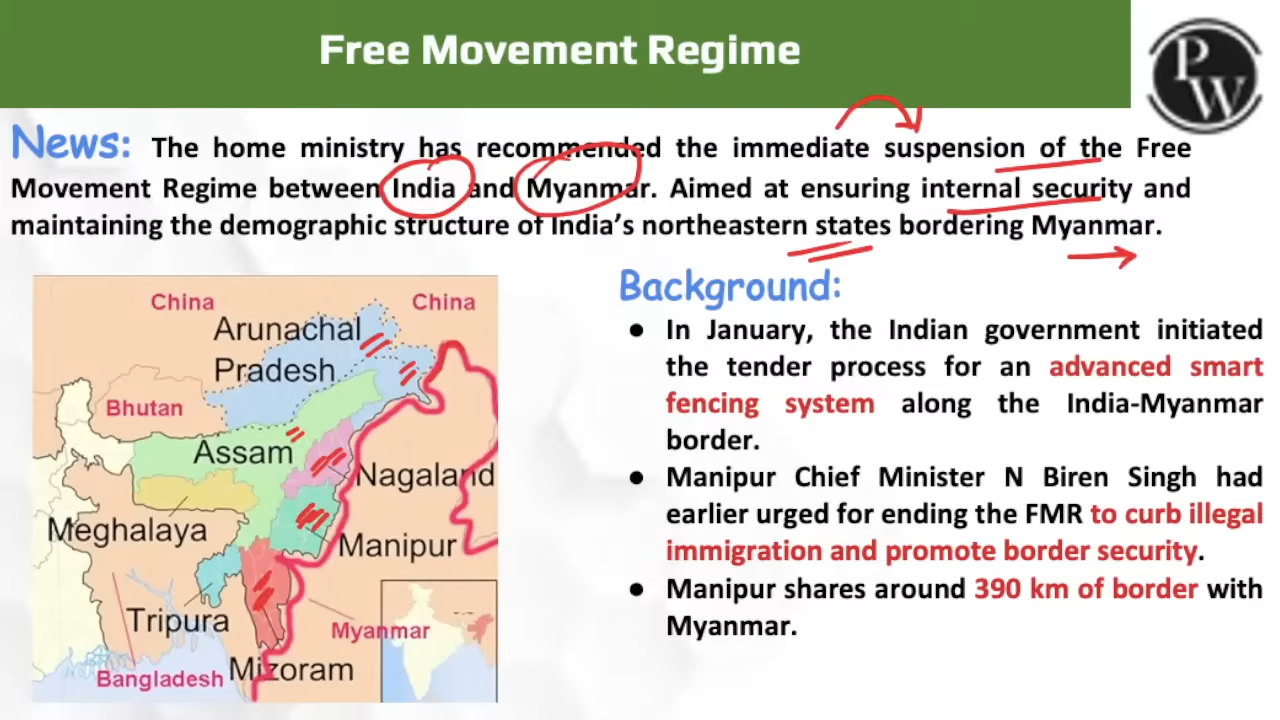 Free Movement Regime
PW
News: The home ministry has recommended the immediate suspension of the Free
Movement Regime between India and Myanmar. Aimed at ensuring internal security and
maintaining the demographic structure of India's northeastern states bordering Myanmar.
China
China
Arunachal
Pradesh
Bhutan
Assam
Nagaland
Meghalaya
Manipur
Tripura
Myanmar
Mizoram
Bangladesh
Background:
● In January, the Indian government initiated
the tender process for an advanced smart
fencing system along the India-Myanmar
border.
● Manipur Chief Minister N Biren Singh had
earlier urged for ending the FMR to curb illegal
immigration and promote border security.
● Manipur shares around 390 km of border with
Myanmar.